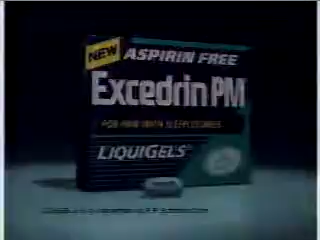 NEW
ASPIRIN FREE
Excedrin PM
FOR PAIN WITH SLEEPLESSNESS
LIQUIGELS